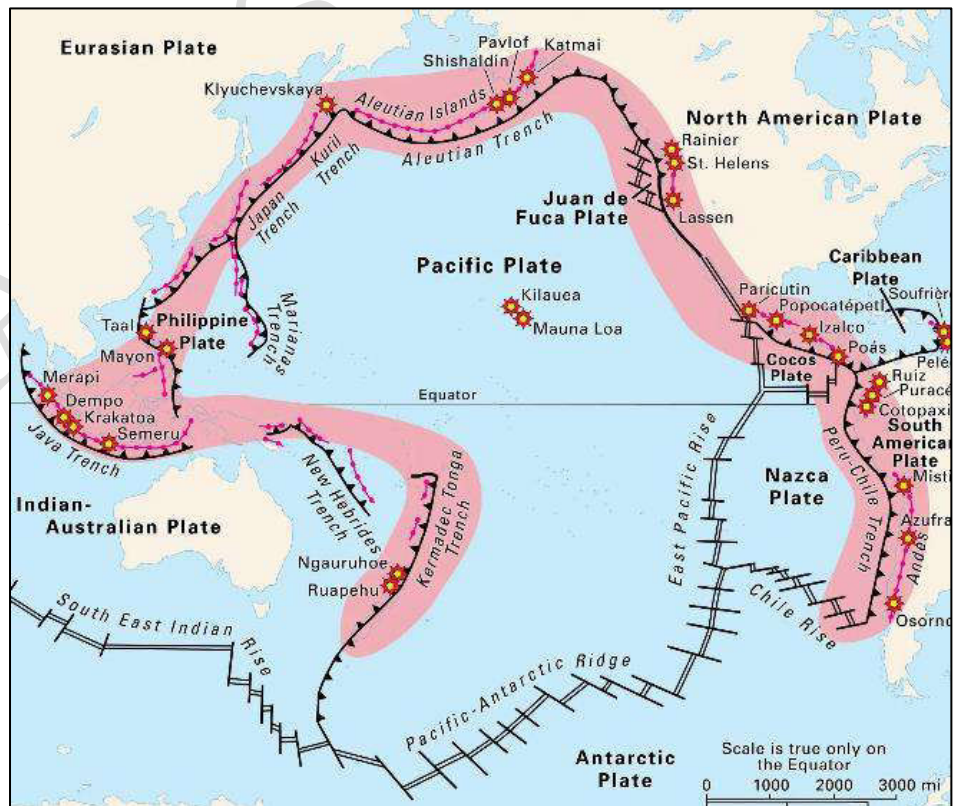 Eurasian Plate
Pavlof
Katmai
Shishaldin
Klyuchevskaya
Aleutian Islands
Aleutian Trench
Kuril
Trench
Japan
Trench
North American Plate
Rainier
St. Helens
Lassen
Juan de
Fuca Plate
Pacific Plate
Kilauea
Mauna Loa
Marianas
Trench
Taal
Philippine
Plate
Mayon
Caribbean
Plate
Soufrièr
Pelé
Parícutin
Popocatépetl
Izalco
Poás
Cocos
Plate
Merapi
Dempo
Krakatoa
Semeru
Java Trench
Equator
Ruiz
Puracé
Cotopaxi
South
American
Plate
Misti
Peru-Chile Trench
Nazca
Plate
Azufra
Andes
Osorno
Indian-
Australian Plate
New Hebrides
Trench
Kermadec Tonga
Trench
Ngauruhoe
Ruapehu
East Pacific Rise
Chile Rise
South East Indian
Rise
Pacific-Antarctic Ridge
Antarctic
Plate
Scale is true only on
the Equator
0 1000 2000 3000 mi